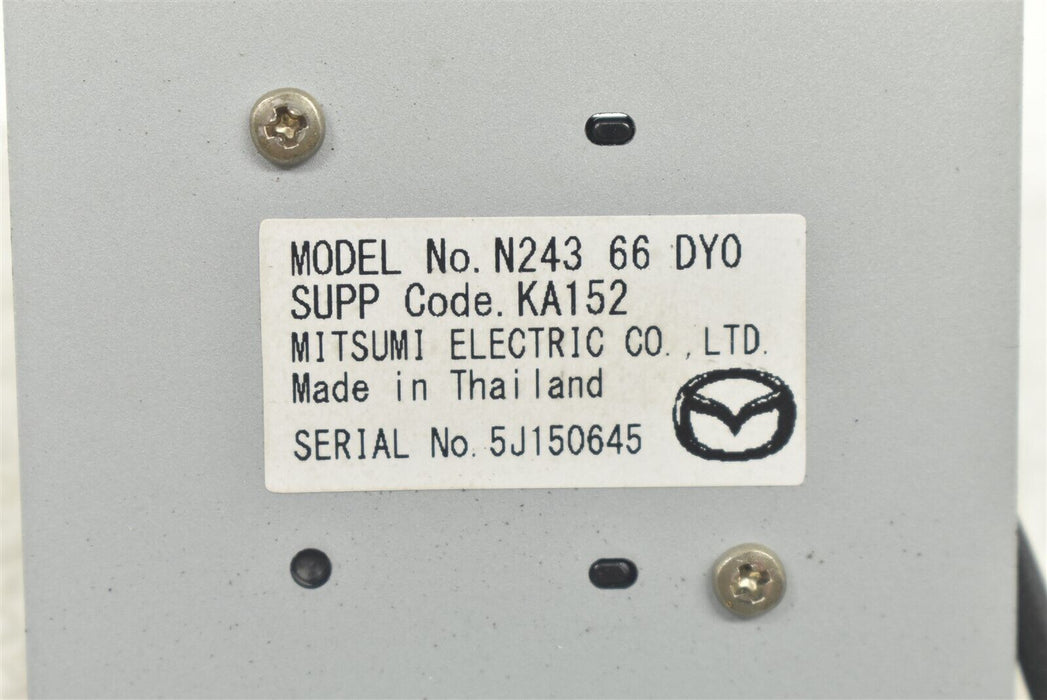 MODEL No. N243 66 DY0
SUPP Code. KA152
MITSUMI ELECTRIC CO., LTD.
Made in Thailand
SERIAL No. 5J150645